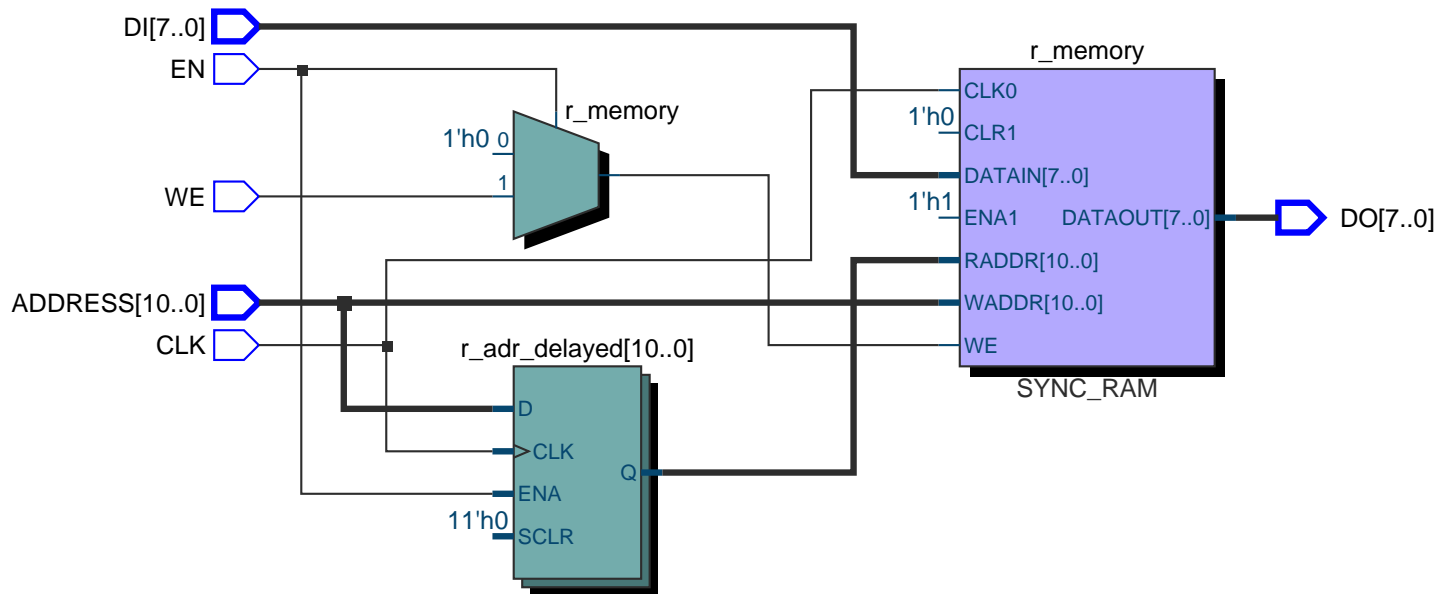 DI[7..0]
EN
WE
ADDRESS[10..0]
CLK
r_memory
1'h0
0
1
r_adr_delayed[10..0]
D
CLK
ENA
11'h0
SCLR
Q
r_memory
CLK0
1'h0
CLR1
DATAIN[7..0]
1'h1
ENA1
DATAOUT[7..0]
RADDR[10..0]
WADDR[10..0]
WE
SYNC_RAM
DO[7..0]